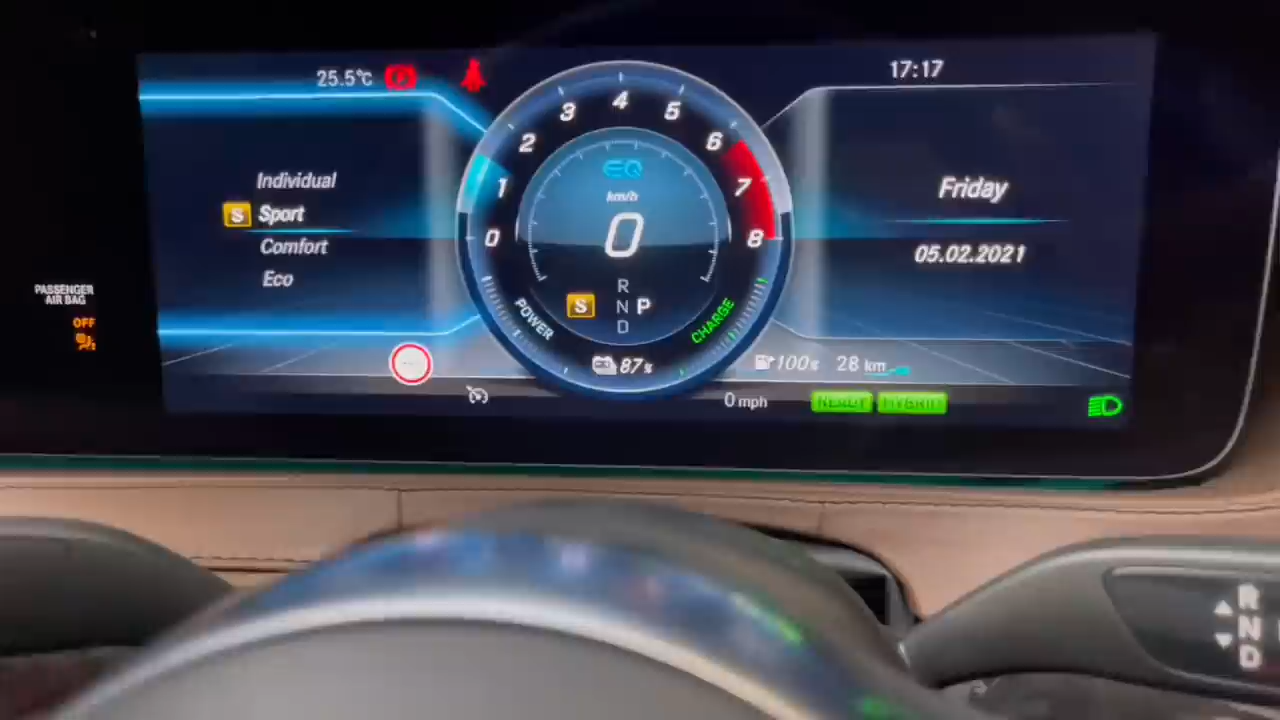 25.5°C
17:17
Individual
S Sport
Comfort
Eco
PASSENGER
AIR BAG
OFF
0 1 2 3 4 5 6 7 8
EQ
km/h
0
S
R
N P
D
POWER
CHARGE
87%
100%
28 km
0 mph
READY
HYBRID
Friday
05.02.2021
R
N
D